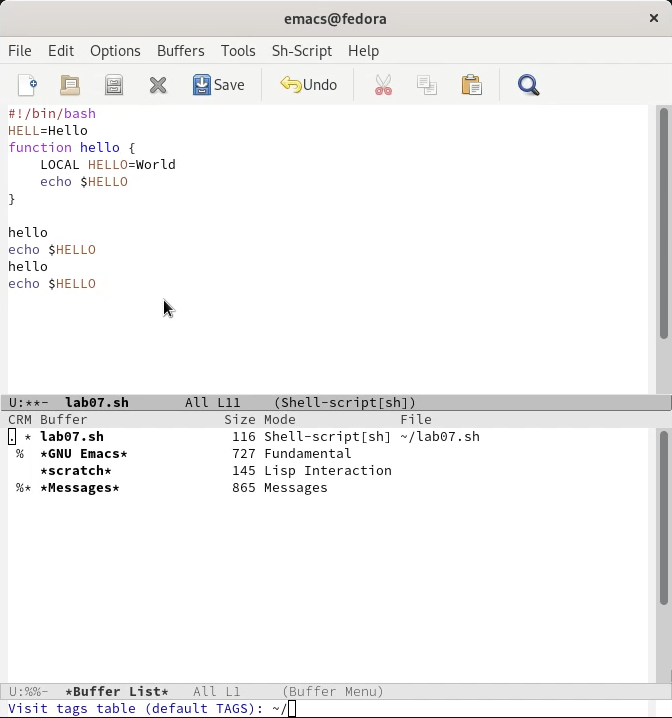 emacs@fedora ×
File Edit Options Buffers Tools Sh-Script Help
Save Undo
#!/bin/bash
HELL=Hello
function hello {
    LOCAL HELLO=World
    echo $HELLO
}
hello
echo $HELLO
hello
echo $HELLO
U:**-  lab07.sh       All L11    (Shell-script[sh])
CRM Buffer                 Size Mode             File
. * lab07.sh                116 Shell-script[sh] ~/lab07.sh
 %  *GNU Emacs*             727 Fundamental
    *scratch*               145 Lisp Interaction
 %* *Messages*              865 Messages
U:%%-  *Buffer List*   All L1     (Buffer Menu)
Visit tags table (default TAGS): ~/